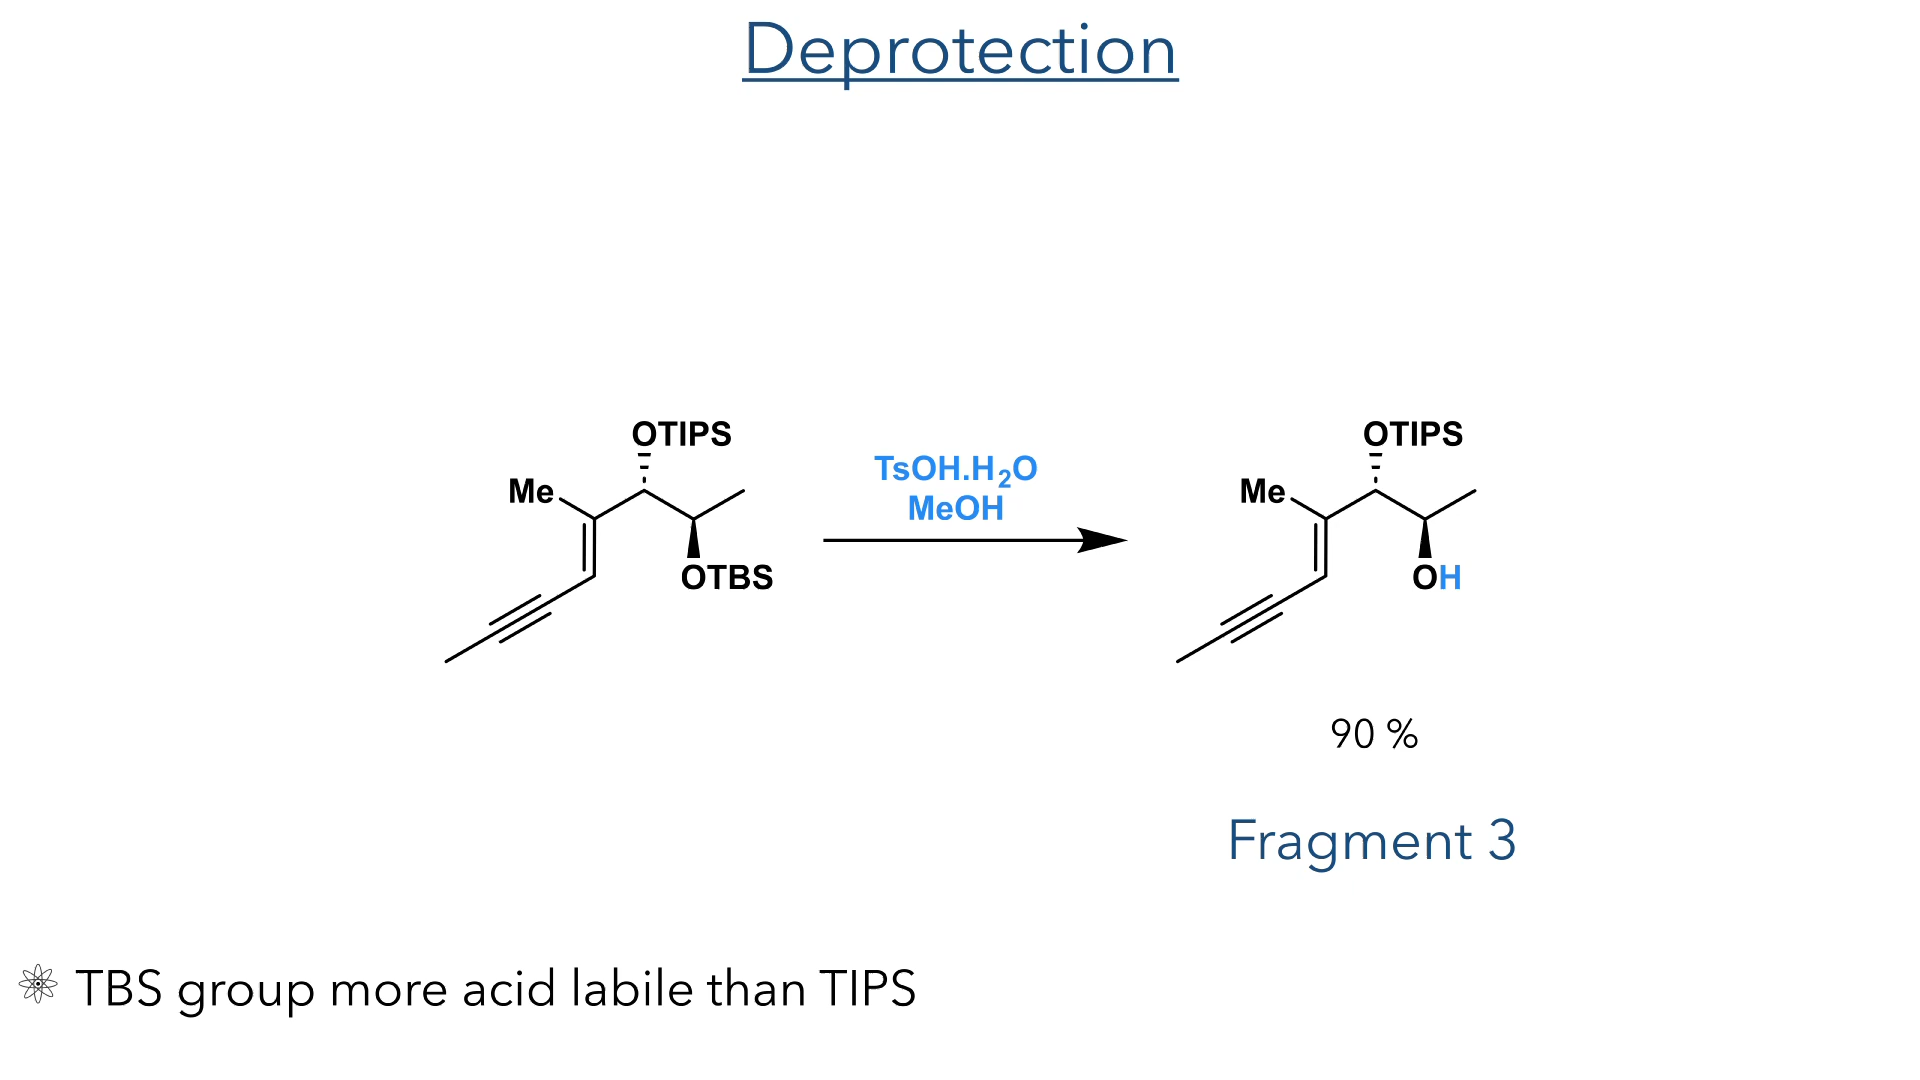 Deprotection
OTIPS
Me
OTBS
TsOH.H₂O
MeOH
OTIPS
Me
OH
90 %
Fragment 3
TBS group more acid labile than TIPS